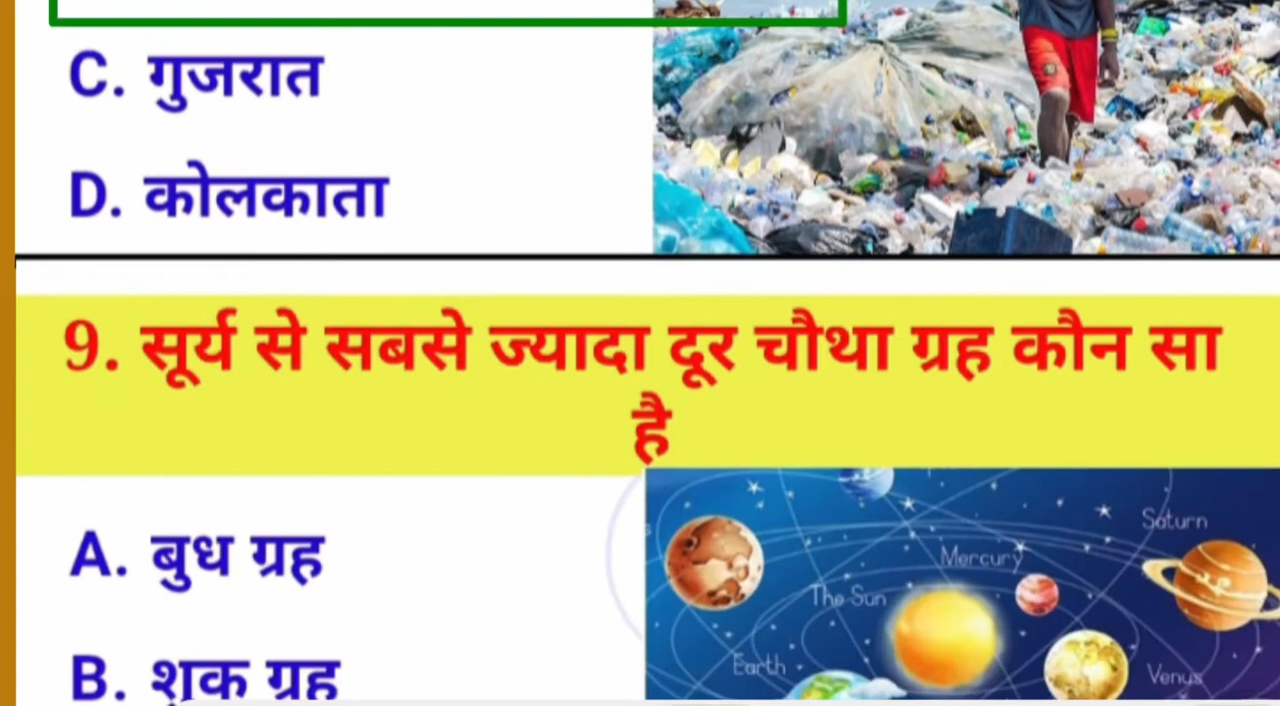 C. गुजरात
D. कोलकाता
9. सूर्य से सबसे ज्यादा दूर चौथा ग्रह कौन सा
है
A. बुध ग्रह
B. शुक्र ग्रह
Saturn
Mercury
The Sun
Earth
Venus